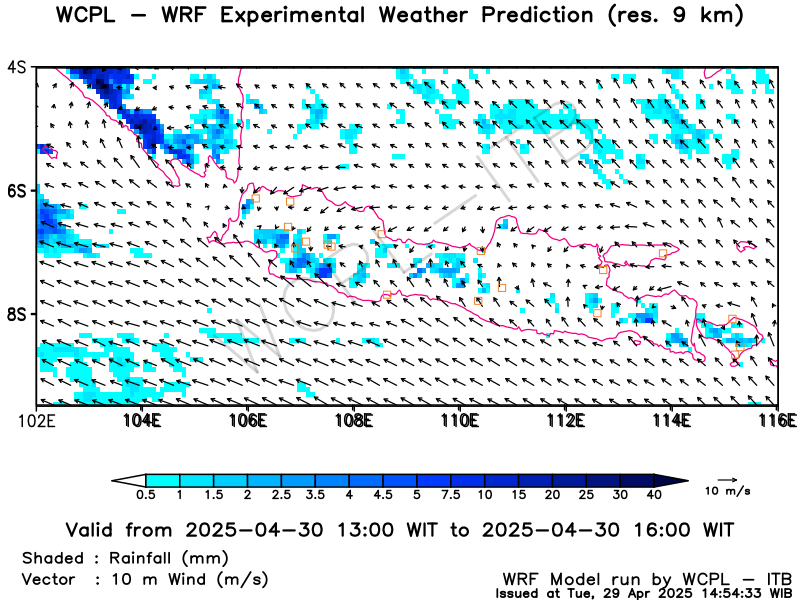 WCPL – WRF Experimental Weather Prediction (res. 9 km)
4S
6S
8S
WCPL–ITB
102E 104E 106E 108E 110E 112E 114E 116E
0.5 1 1.5 2 2.5 3.5 4 4.5 5 7.5 10 15 20 25 30 40
10 m/s
Valid from 2025–04–30 13:00 WIT to 2025–04–30 16:00 WIT
Shaded : Rainfall (mm)
Vector : 10 m Wind (m/s)
WRF Model run by WCPL – ITB
Issued at Tue, 29 Apr 2025 14:54:33 WIB